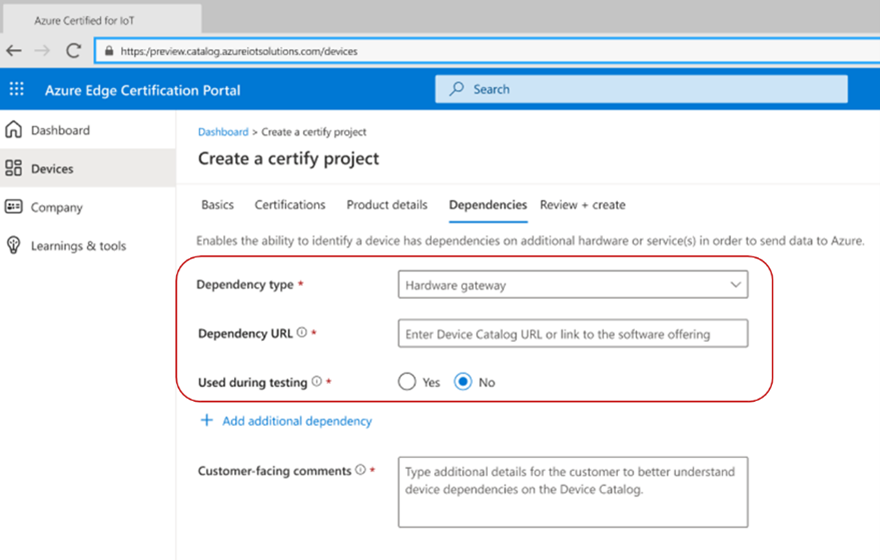 Azure Certified for IoT
https:/preview.catalog.azureiotsolutions.com/devices
Azure Edge Certification Portal
Search
Dashboard
Devices
Company
Learnings & tools
Dashboard > Create a certify project
Create a certify project
Basics Certifications Product details Dependencies Review + create
Enables the ability to identify a device has dependencies on additional hardware or service(s) in order to send data to Azure.
Dependency type *
Hardware gateway
Dependency URL *
Enter Device Catalog URL or link to the software offering
Used during testing *
Yes No
+ Add additional dependency
Customer-facing comments *
Type additional details for the customer to better understand
device dependencies on the Device Catalog.